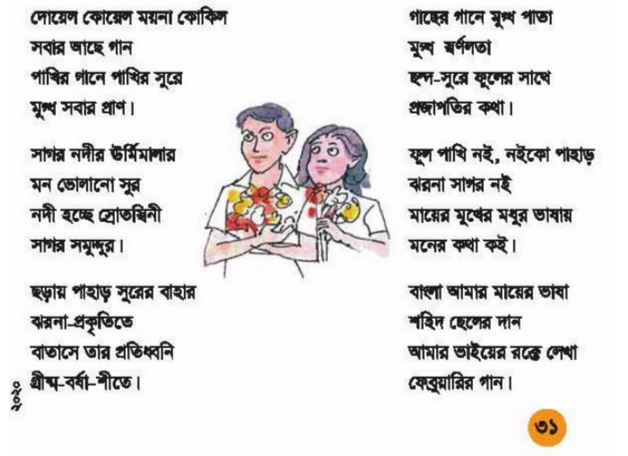 দোয়েল কোয়েল ময়না কোকিল
সবার আছে গান
পাখির গানে পাখির সুরে
মুগ্ধ সবার প্রাণ।
সাগর নদীর ঊর্মিমালার
মন ভোলানো সুর
নদী হচ্ছে স্রোতস্বিনী
সাগর সমুদ্দুর।
ছড়ায় পাহাড় সুরের বাহার
ঝরনা-প্রকৃতিতে
বাতাসে তার প্রতিধ্বনি
গ্রীষ্ম-বর্ষা-শীতে।
গাছের গানে মুগ্ধ পাতা
মুগ্ধ স্বর্ণলতা
ছন্দ-সুরে ফুলের সাথে
প্রজাপতির কথা।
ফুল পাখি নই, নইকো পাহাড়
ঝরনা সাগর নই
মায়ের মুখের মধুর ভাষায়
মনের কথা কই।
বাংলা আমার মায়ের ভাষা
শহিদ ছেলের দান
আমার ভাইয়ের রক্তে লেখা
ফেব্রুয়ারির গান।
২০২০
৩১